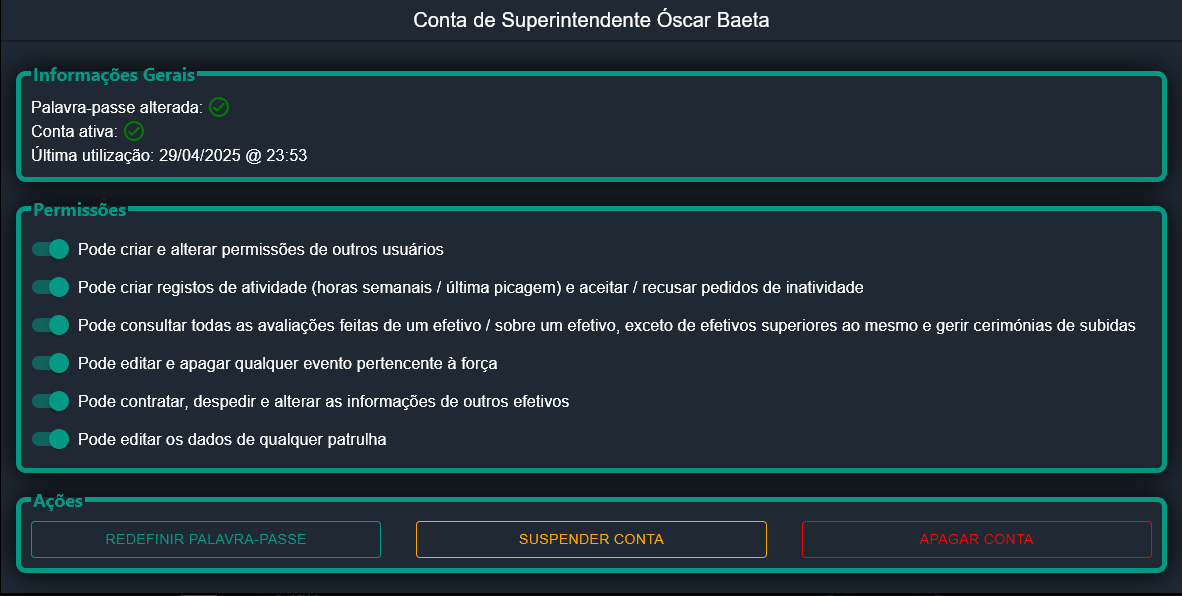 Conta de Superintendente Óscar Baeta
Informações Gerais
Palavra-passe alterada:
Conta ativa:
Última utilização: 29/04/2025 @ 23:53
Permissões
Pode criar e alterar permissões de outros usuários
Pode criar registos de atividade (horas semanais / última picagem) e aceitar / recusar pedidos de inatividade
Pode consultar todas as avaliações feitas de um efetivo / sobre um efetivo, exceto de efetivos superiores ao mesmo e gerir cerimónias de subidas
Pode editar e apagar qualquer evento pertencente à força
Pode contratar, despedir e alterar as informações de outros efetivos
Pode editar os dados de qualquer patrulha
Ações
REDEFINIR PALAVRA-PASSE
SUSPENDER CONTA
APAGAR CONTA